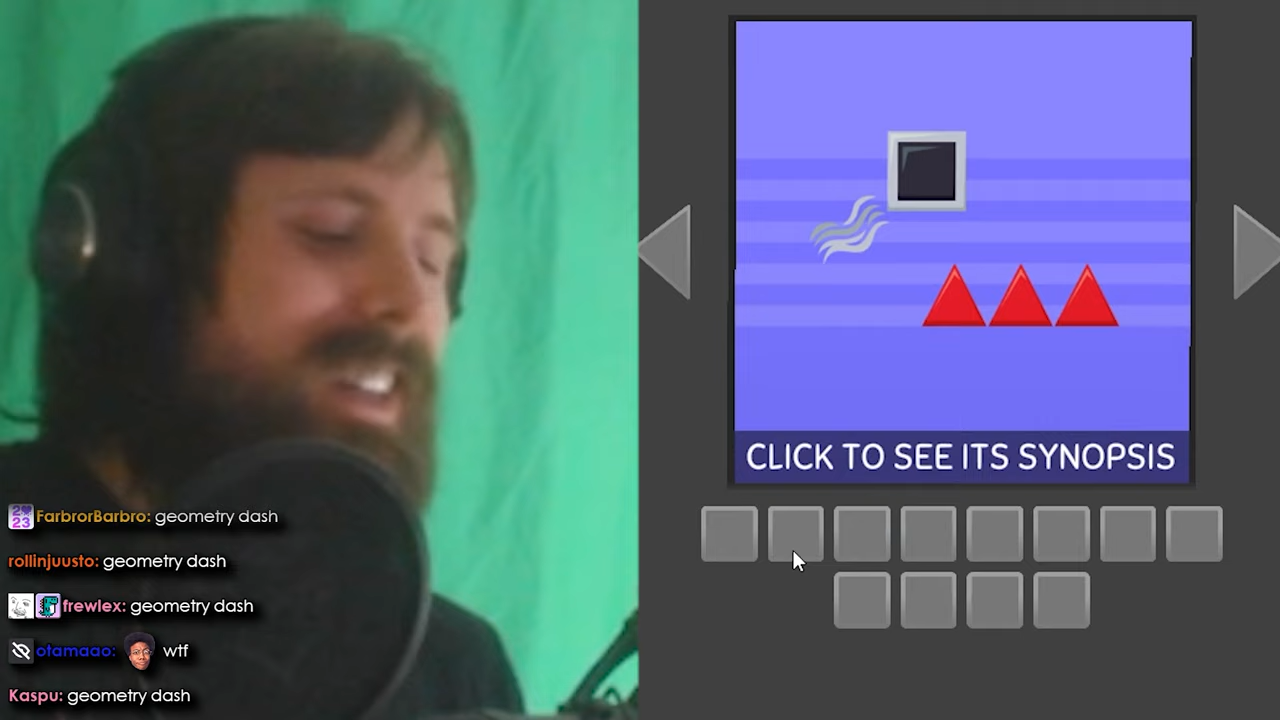 CLICK TO SEE ITS SYNOPSIS
FarbrorBarbro: geometry dash
rollinjuusto: geometry dash
frewlex: geometry dash
otamaao: wtf
Kaspu: geometry dash